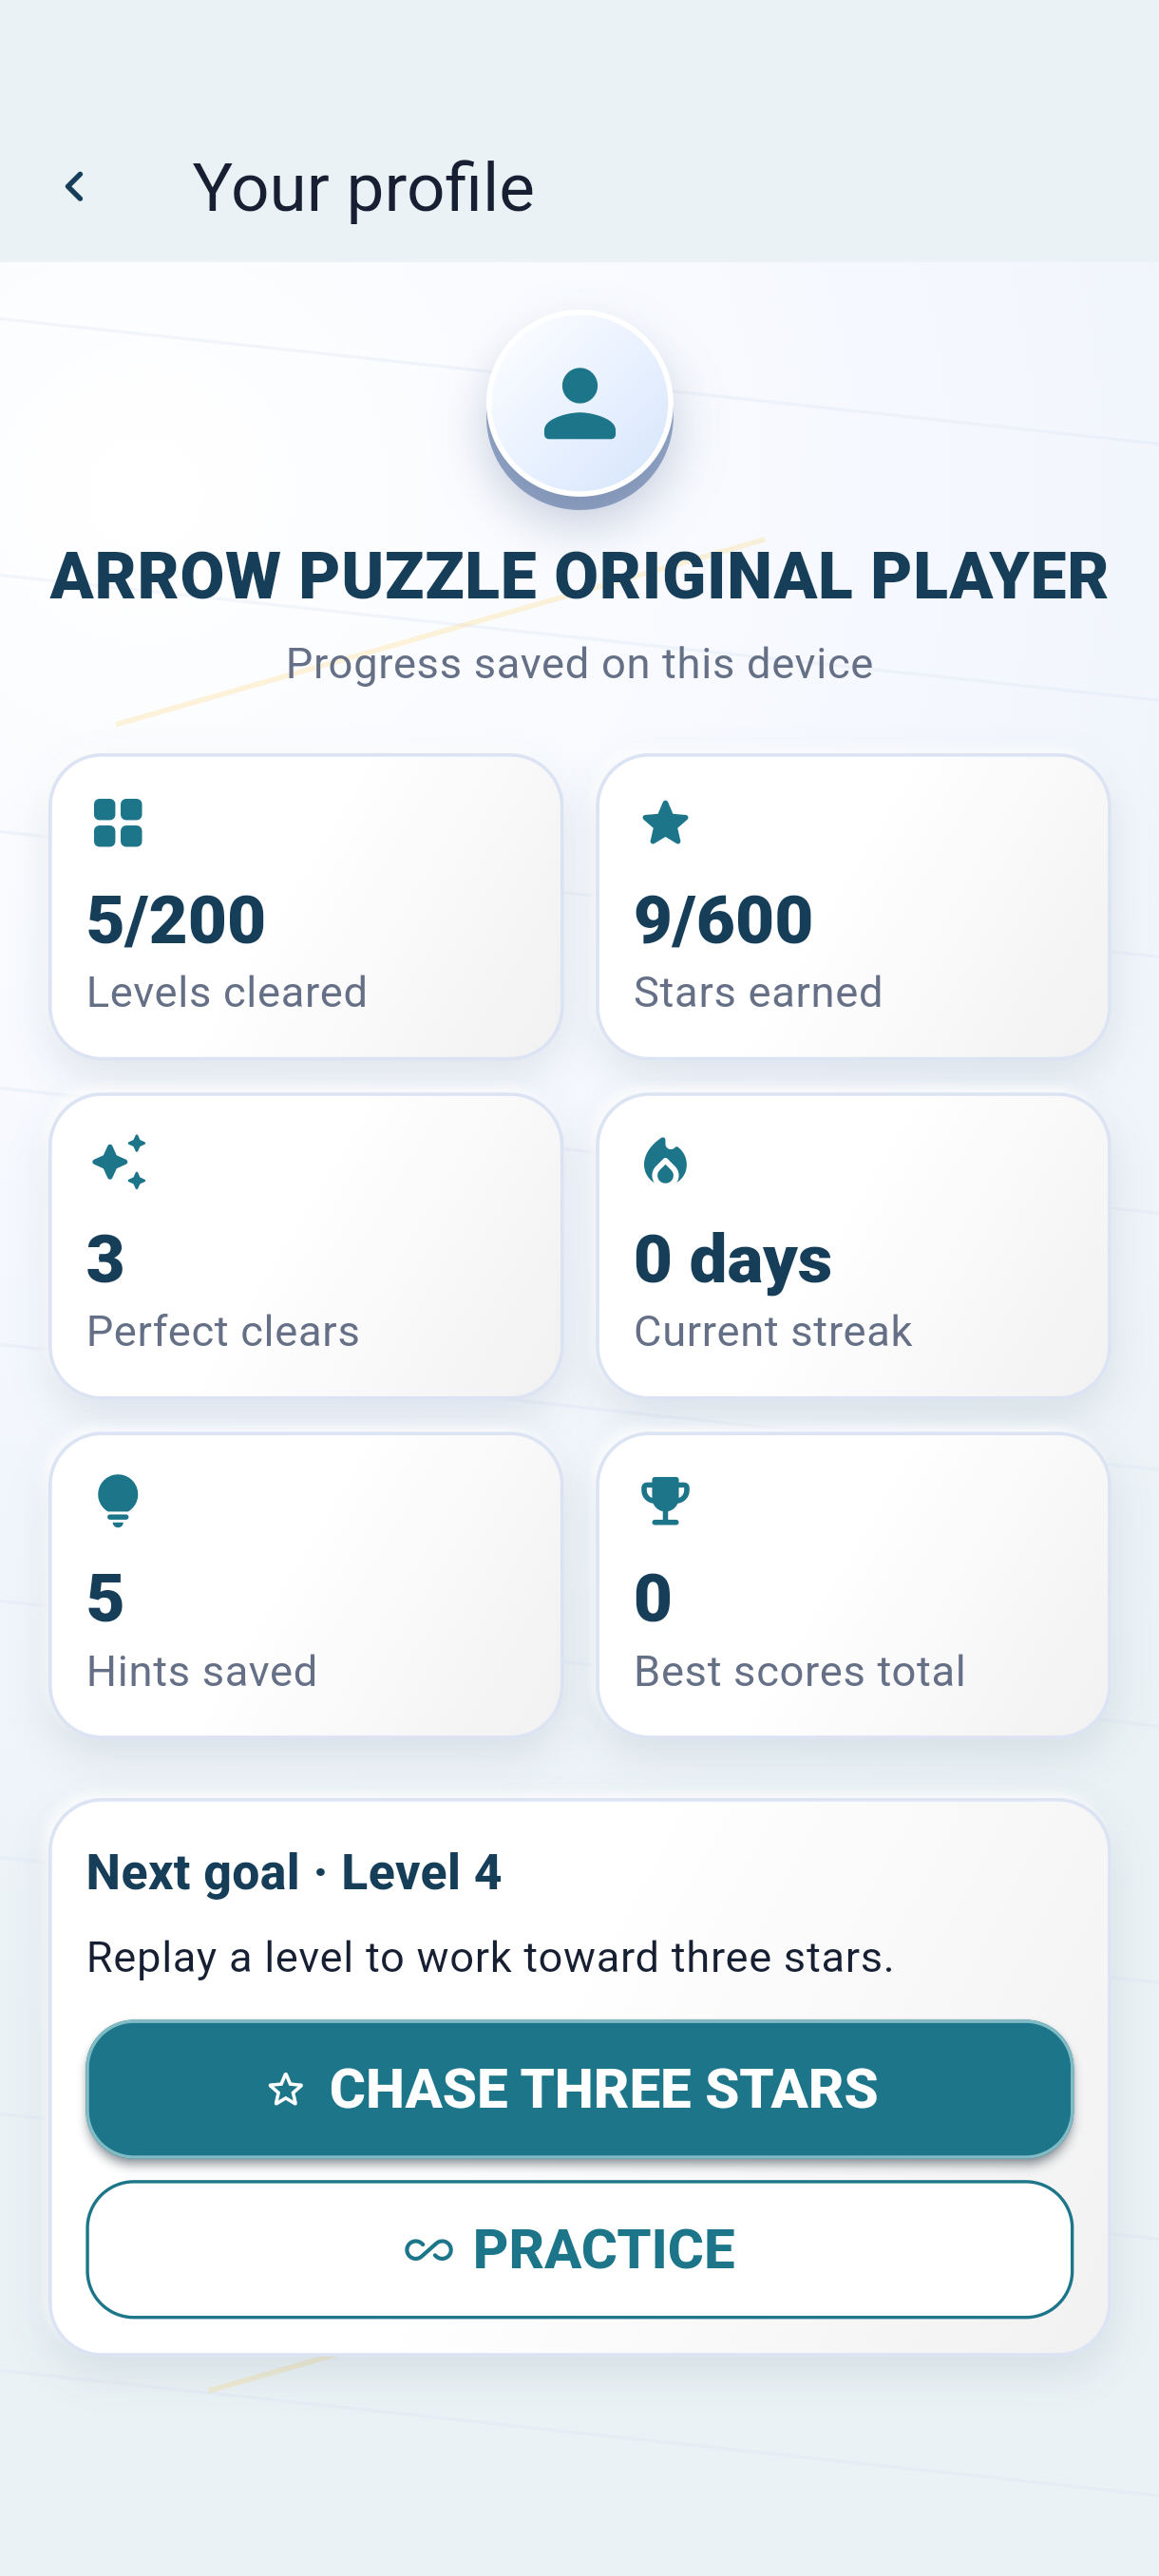 Your profile
ARROW PUZZLE ORIGINAL PLAYER
Progress saved on this device
5/200
Levels cleared
9/600
Stars earned
3
Perfect clears
0 days
Current streak
5
Hints saved
0
Best scores total
Next goal · Level 4
Replay a level to work toward three stars.
CHASE THREE STARS
PRACTICE